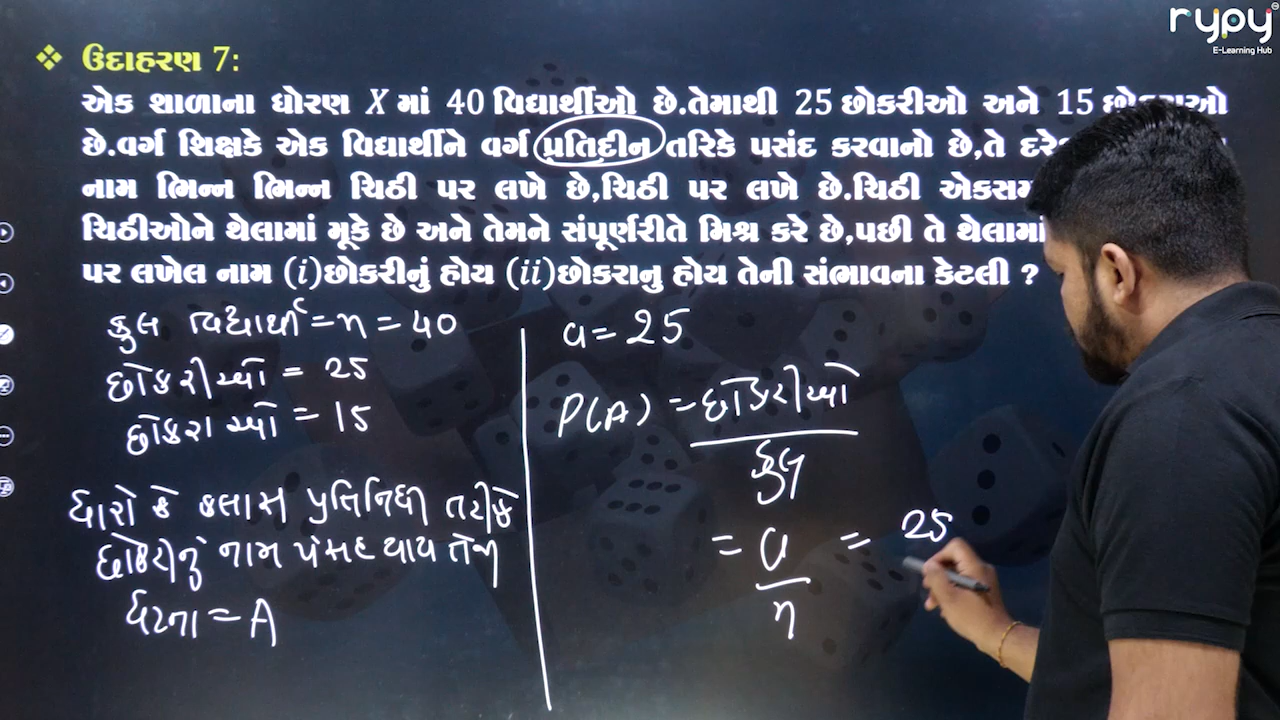 rypy
E-Learning Hub
❖ ઉદાહરણ 7:
એક શાળાના ધોરણ X માં 40 વિદ્યાર્થીઓ છે.તેમાથી 25 છોકરીઓ અને 15
છે.વર્ગ શિક્ષકે એક વિદ્યાર્થીને વર્ગ પ્રતિદીન તરિકે પસંદ કરવાનો છે,તે
નામ ભિન્ન ભિન્ન ચિઠી પર લખે છે,ચિઠી પર લખે છે.ચિઠી
ચિઠીઓને થેલામાં મૂકે છે અને તેમને સંપૂર્ણરીતે મિશ્ર કરે છે,પછી તે થેલામાં
પર લખેલ નામ (i)છોકરીનું હોય (ii)છોકરાનુ હોય તેની સંભાવના કેટલી ?
કુલ વિદ્યાર્થી = n = 40
છોકરીઓ = 25
છોકરાઓ = 15
ધારો કે ક્લાસ પ્રતિનિધી તરીકે
છોકરીનું નામ પંસદ થાય તેની
ઘટના = A
a = 25
P(A) = છોકરીઓ
કુલ
= a = 25
n